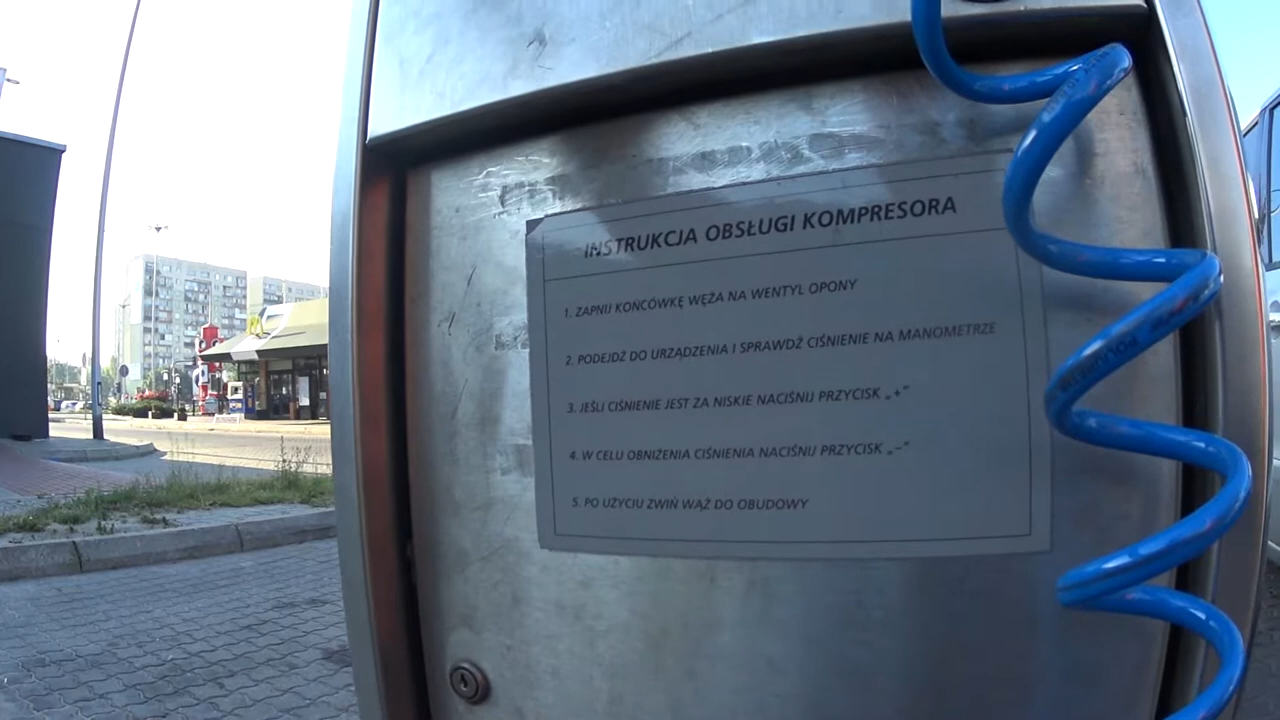 INSTRUKCJA OBSŁUGI KOMPRESORA
1. ZAPNIJ KOŃCÓWKĘ WĘŻA NA WENTYL OPONY
2. PODEJDŹ DO URZĄDZENIA I SPRAWDŹ CIŚNIENIE NA MANOMETRZE
3. JEŚLI CIŚNIENIE JEST ZA NISKIE NACIŚNIJ PRZYCISK „+"
4. W CELU OBNIŻENIA CIŚNIENIA NACIŚNIJ PRZYCISK „–"
5. PO UŻYCIU ZWIŃ WĄŻ DO OBUDOWY